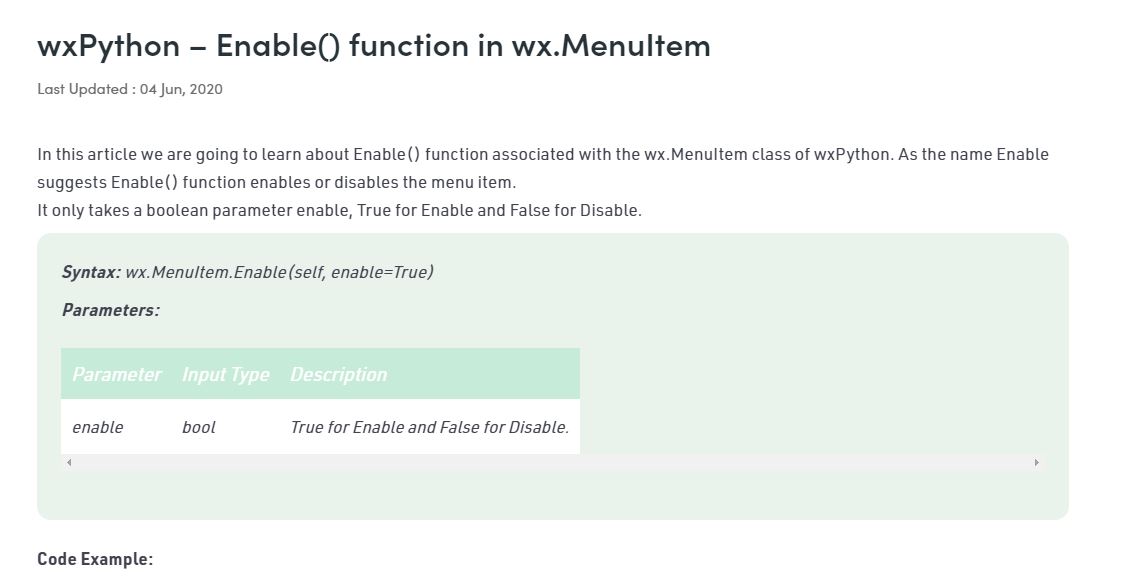 wxPython – Enable() function in wx.MenuItem
Last Updated : 04 Jun, 2020
In this article we are going to learn about Enable() function associated with the wx.MenuItem class of wxPython. As the name Enable
suggests Enable() function enables or disables the menu item.
It only takes a boolean parameter enable, True for Enable and False for Disable.
Syntax: wx.MenuItem.Enable(self, enable=True)
Parameters:
Parameter Input Type Description
enable bool True for Enable and False for Disable.
Code Example: